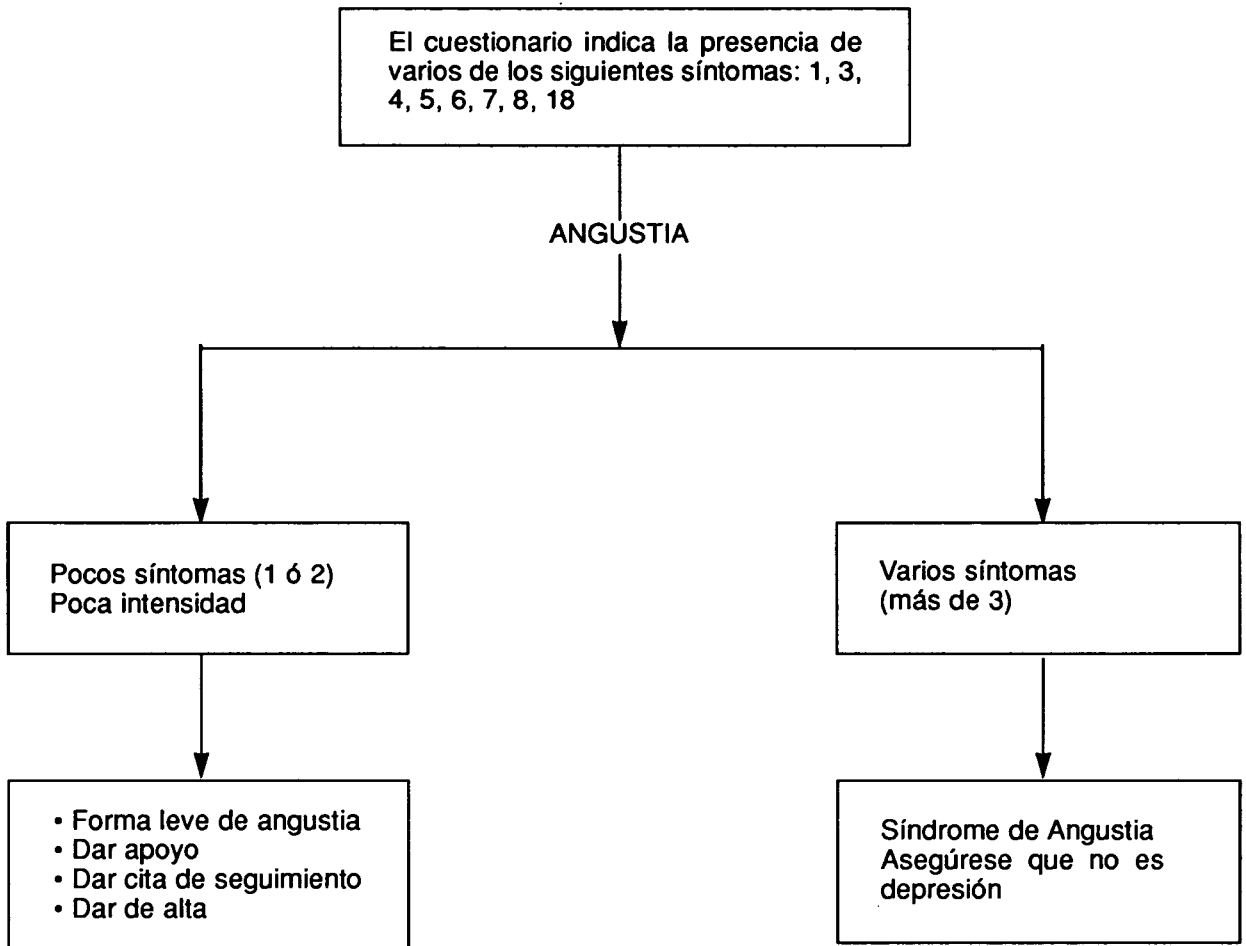 El cuestionario indica la presencia de
varios de los siguientes síntomas: 1, 3,
4, 5, 6, 7, 8, 18
ANGUSTIA
Pocos síntomas (1 ó 2)
Poca intensidad
Varios síntomas
(más de 3)
• Forma leve de angustia
• Dar apoyo
• Dar cita de seguimiento
• Dar de alta
Síndrome de Angustia
Asegúrese que no es
depresión